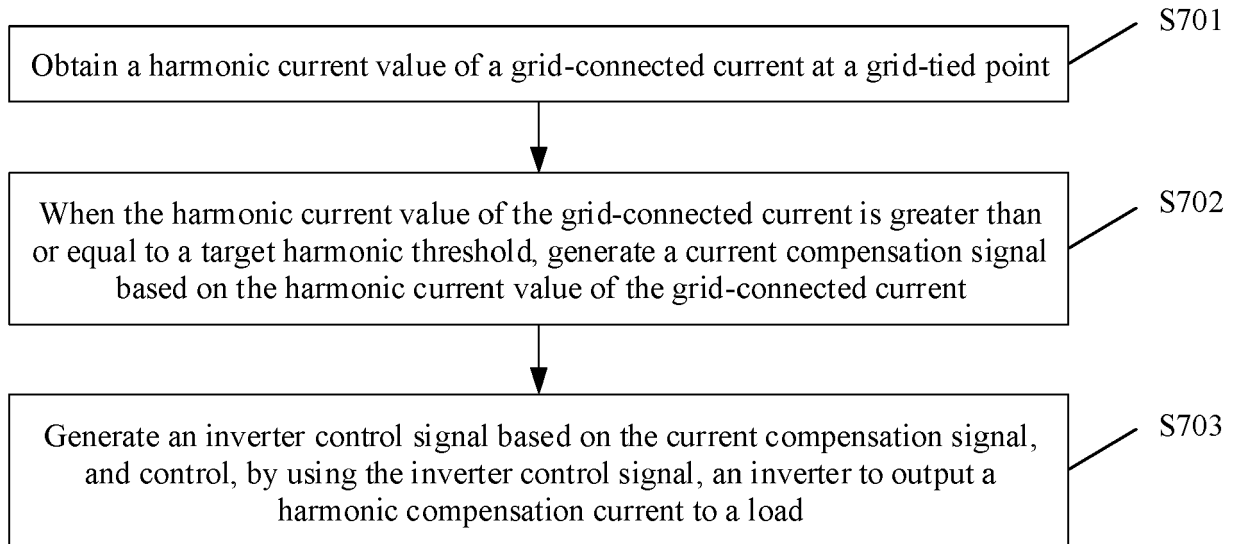 S701
Obtain a harmonic current value of a grid-connected current at a grid-tied point
S702
When the harmonic current value of the grid-connected current is greater than
or equal to a target harmonic threshold, generate a current compensation signal
based on the harmonic current value of the grid-connected current
S703
Generate an inverter control signal based on the current compensation signal,
and control, by using the inverter control signal, an inverter to output a
harmonic compensation current to a load